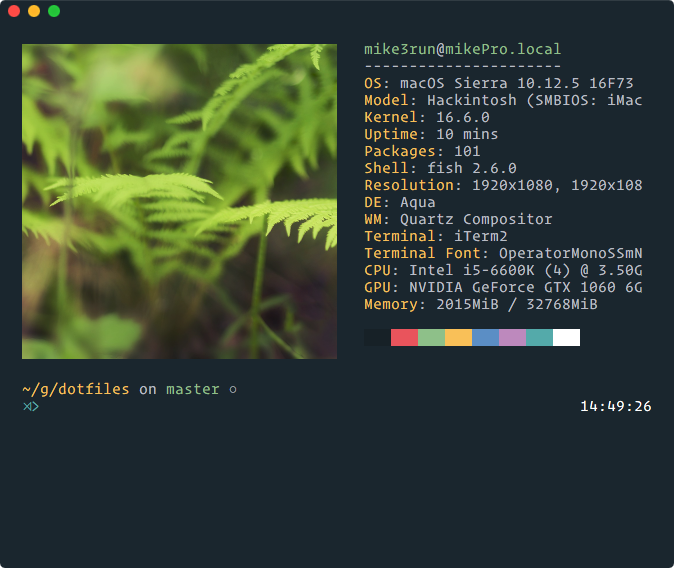 mike3run@mikePro.local
----------------------
OS: macOS Sierra 10.12.5 16F73
Model: Hackintosh (SMBIOS: iMac
Kernel: 16.6.0
Uptime: 10 mins
Packages: 101
Shell: fish 2.6.0
Resolution: 1920x1080, 1920x108
DE: Aqua
WM: Quartz Compositor
Terminal: iTerm2
Terminal Font: OperatorMonoSSmN
CPU: Intel i5-6600K (4) @ 3.50G
GPU: NVIDIA GeForce GTX 1060 6G
Memory: 2015MiB / 32768MiB
~/g/dotfiles on master ○
⋊> 14:49:26